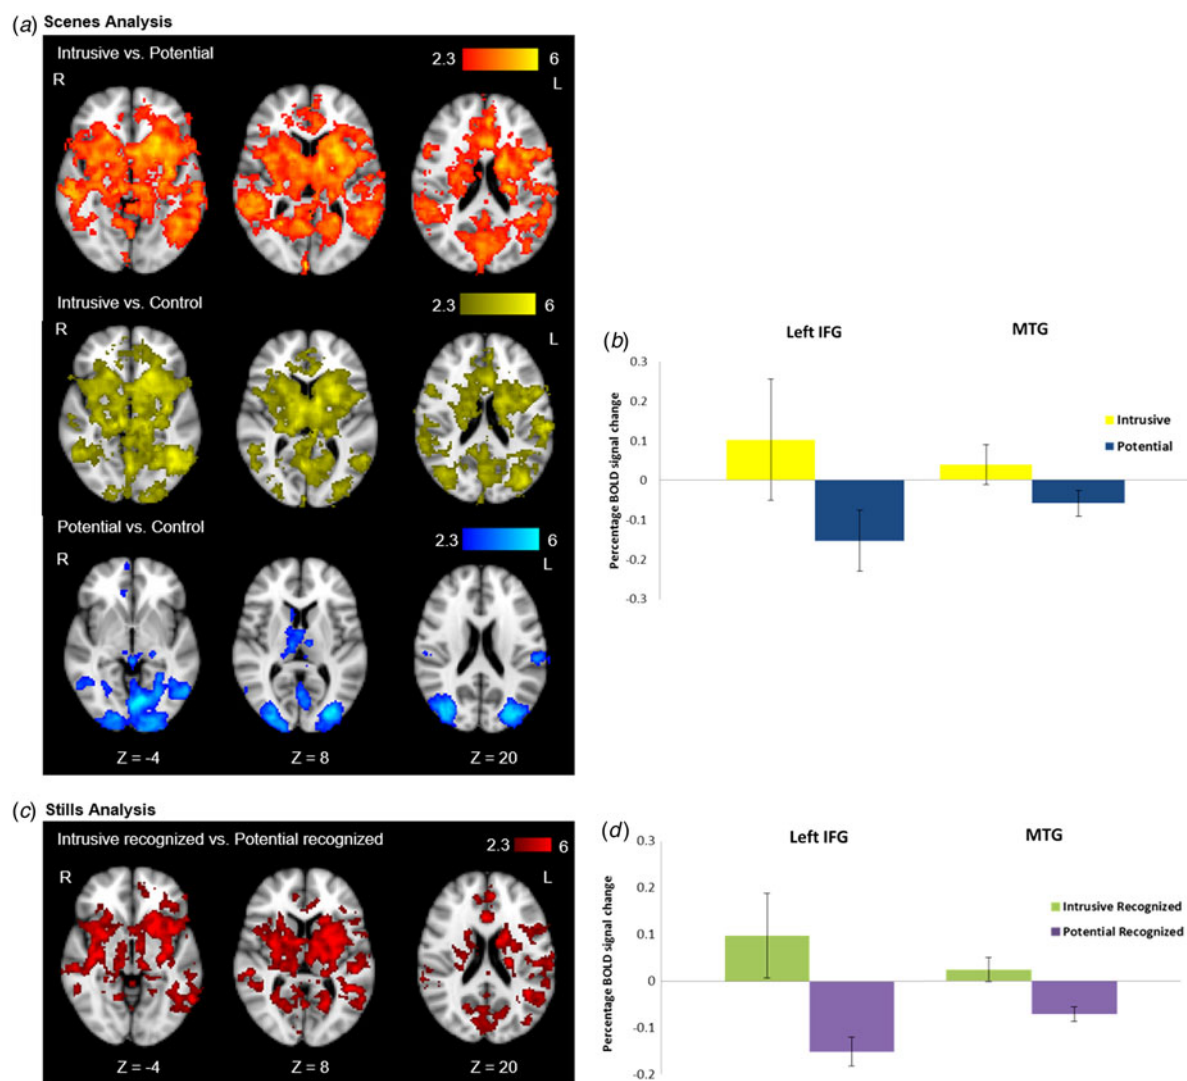 (a) Scenes Analysis
Intrusive vs. Potential
2.3 6
R
L
Intrusive vs. Control
2.3 6
R
L
Potential vs. Control
2.3 6
R
L
Z = -4 Z = 8 Z = 20
(b)
Left IFG MTG
Percentage BOLD signal change
0.3
0.2
0.1
0
-0.1
-0.2
-0.3
Intrusive
Potential
(c) Stills Analysis
Intrusive recognized vs. Potential recognized
2.3 6
R L
Z = -4 Z = 8 Z = 20
(d)
Left IFG MTG
Percentage BOLD signal change
0.3
0.2
0.1
0
-0.1
-0.2
Intrusive Recognized
Potential Recognized